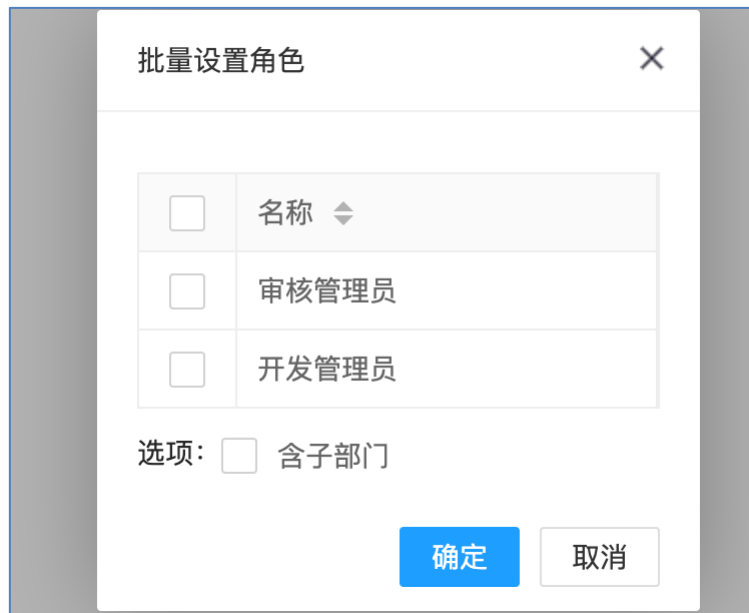 批量设置角色
名称
审核管理员
开发管理员
选项： 含子部门
确定 取消